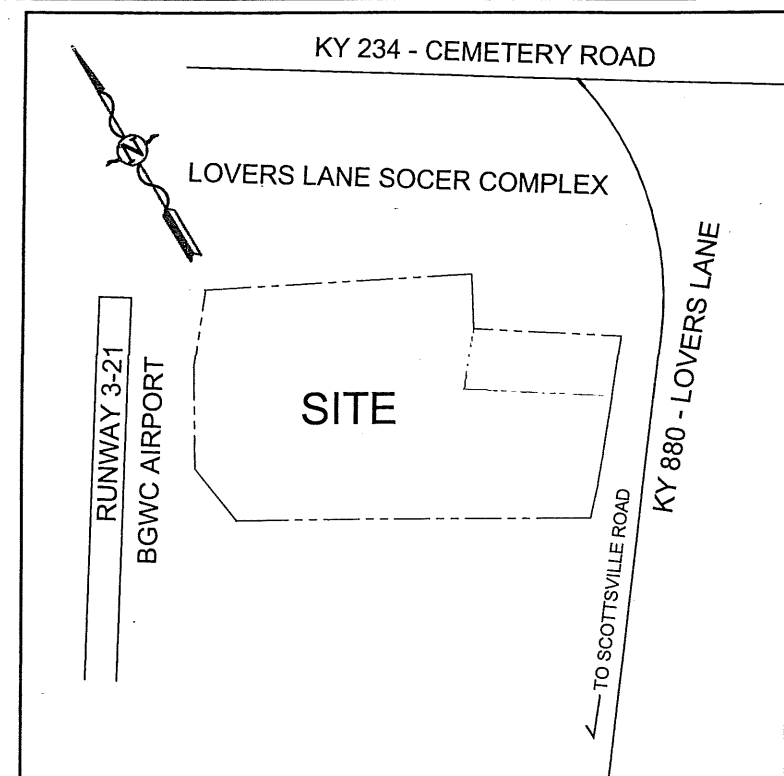 KY 234 - CEMETERY ROAD
N
LOVERS LANE SOCER COMPLEX
KY 880 - LOVERS LANE
RUNWAY 3-21
BGWC AIRPORT
SITE
TO SCOTTSVILLE ROAD